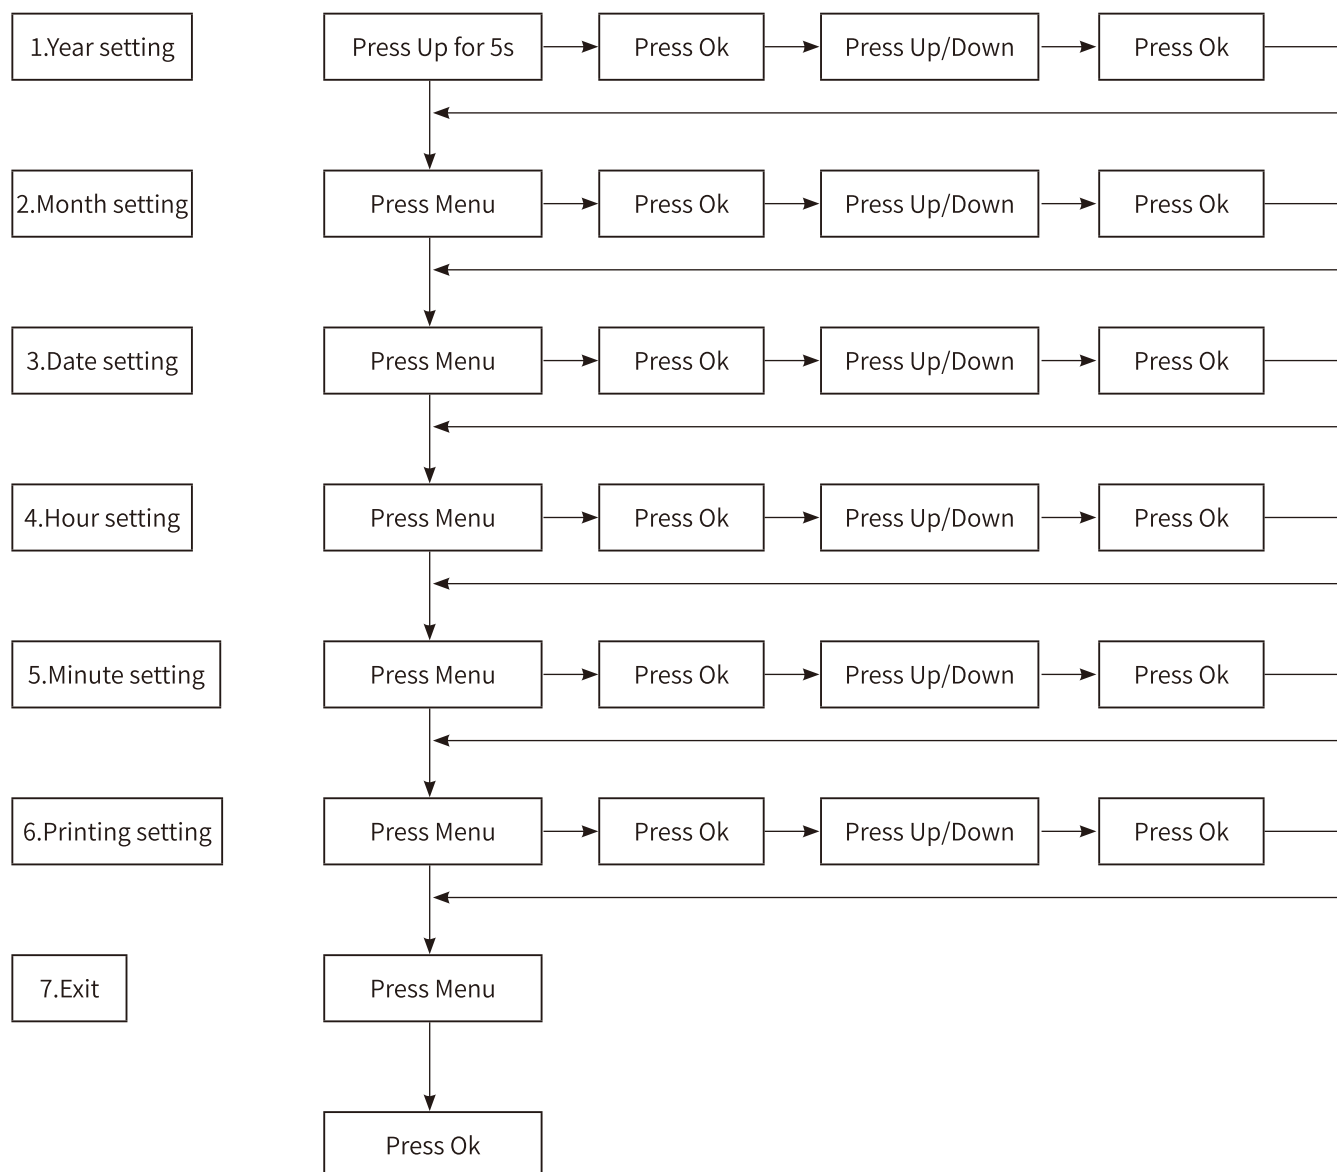 1.Year setting
Press Up for 5s
Press Ok
Press Up/Down
Press Ok
2.Month setting
Press Menu
Press Ok
Press Up/Down
Press Ok
3.Date setting
Press Menu
Press Ok
Press Up/Down
Press Ok
4.Hour setting
Press Menu
Press Ok
Press Up/Down
Press Ok
5.Minute setting
Press Menu
Press Ok
Press Up/Down
Press Ok
6.Printing setting
Press Menu
Press Ok
Press Up/Down
Press Ok
7.Exit
Press Menu
Press Ok